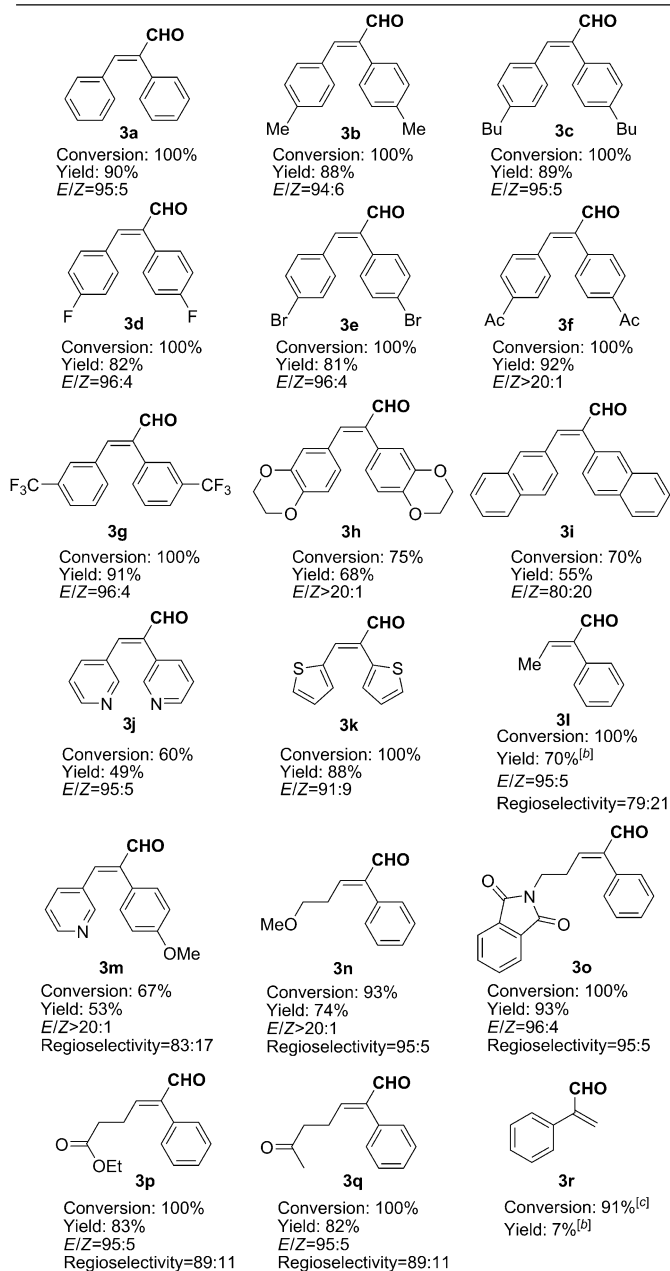 CHO
3a
Conversion: 100%
Yield: 90%
E/Z=95:5
CHO
Me
Me
3b
Conversion: 100%
Yield: 88%
E/Z=94:6
CHO
Bu
Bu
3c
Conversion: 100%
Yield: 89%
E/Z=95:5
CHO
F
F
3d
Conversion: 100%
Yield: 82%
E/Z=96:4
CHO
Br
Br
3e
Conversion: 100%
Yield: 81%
E/Z=96:4
CHO
Ac
Ac
3f
Conversion: 100%
Yield: 92%
E/Z>20:1
CHO
F3C
CF3
3g
Conversion: 100%
Yield: 91%
E/Z=96:4
CHO
O
O
O
O
3h
Conversion: 75%
Yield: 68%
E/Z>20:1
CHO
3i
Conversion: 70%
Yield: 55%
E/Z=80:20
CHO
N
N
3j
Conversion: 60%
Yield: 49%
E/Z=95:5
CHO
S
S
3k
Conversion: 100%
Yield: 88%
E/Z=91:9
CHO
Me
3l
Conversion: 100%
Yield: 70%[b]
E/Z=95:5
Regioselectivity=79:21
CHO
N
OMe
3m
Conversion: 67%
Yield: 53%
E/Z>20:1
Regioselectivity=83:17
CHO
MeO
3n
Conversion: 93%
Yield: 74%
E/Z>20:1
Regioselectivity=95:5
CHO
O
N
O
3o
Conversion: 100%
Yield: 93%
E/Z=96:4
Regioselectivity=95:5
CHO
O
OEt
3p
Conversion: 100%
Yield: 83%
E/Z=95:5
Regioselectivity=89:11
CHO
O
3q
Conversion: 100%
Yield: 82%
E/Z=95:5
Regioselectivity=89:11
CHO
3r
Conversion: 91%[c]
Yield: 7%[b]